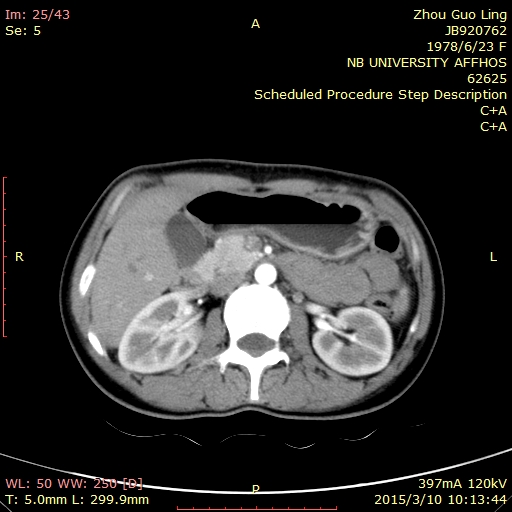 Im: 25/43
Se: 5
A
Zhou Guo Ling
JB920762
1978/6/23 F
NB UNIVERSITY AFFHOS
62625
Scheduled Procedure Step Description
C+A
C+A
R
L
WL: 50 WW: 250 [D]
T: 5.0mm L: 299.9mm
P
397mA 120kV
2015/3/10 10:13:44